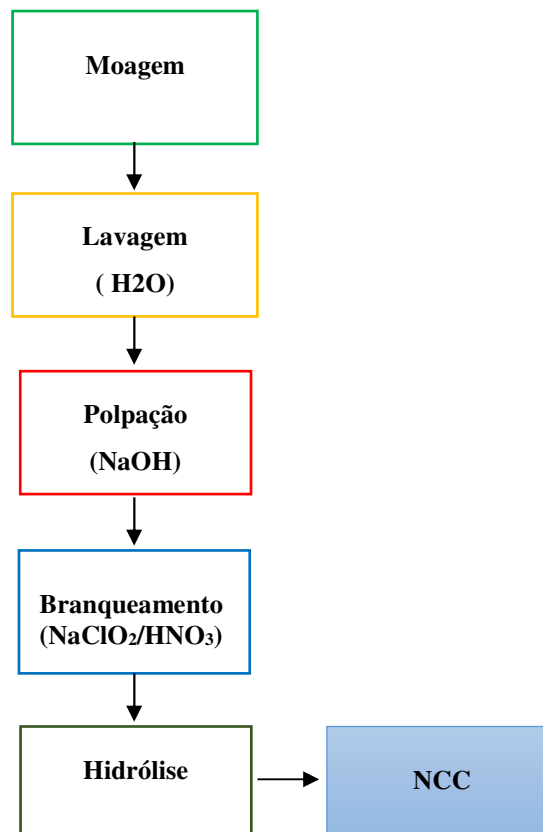 Moagem
Lavagem
( H2O)
Polpação
(NaOH)
Branqueamento
(NaClO₂/HNO₃)
Hidrólise
NCC